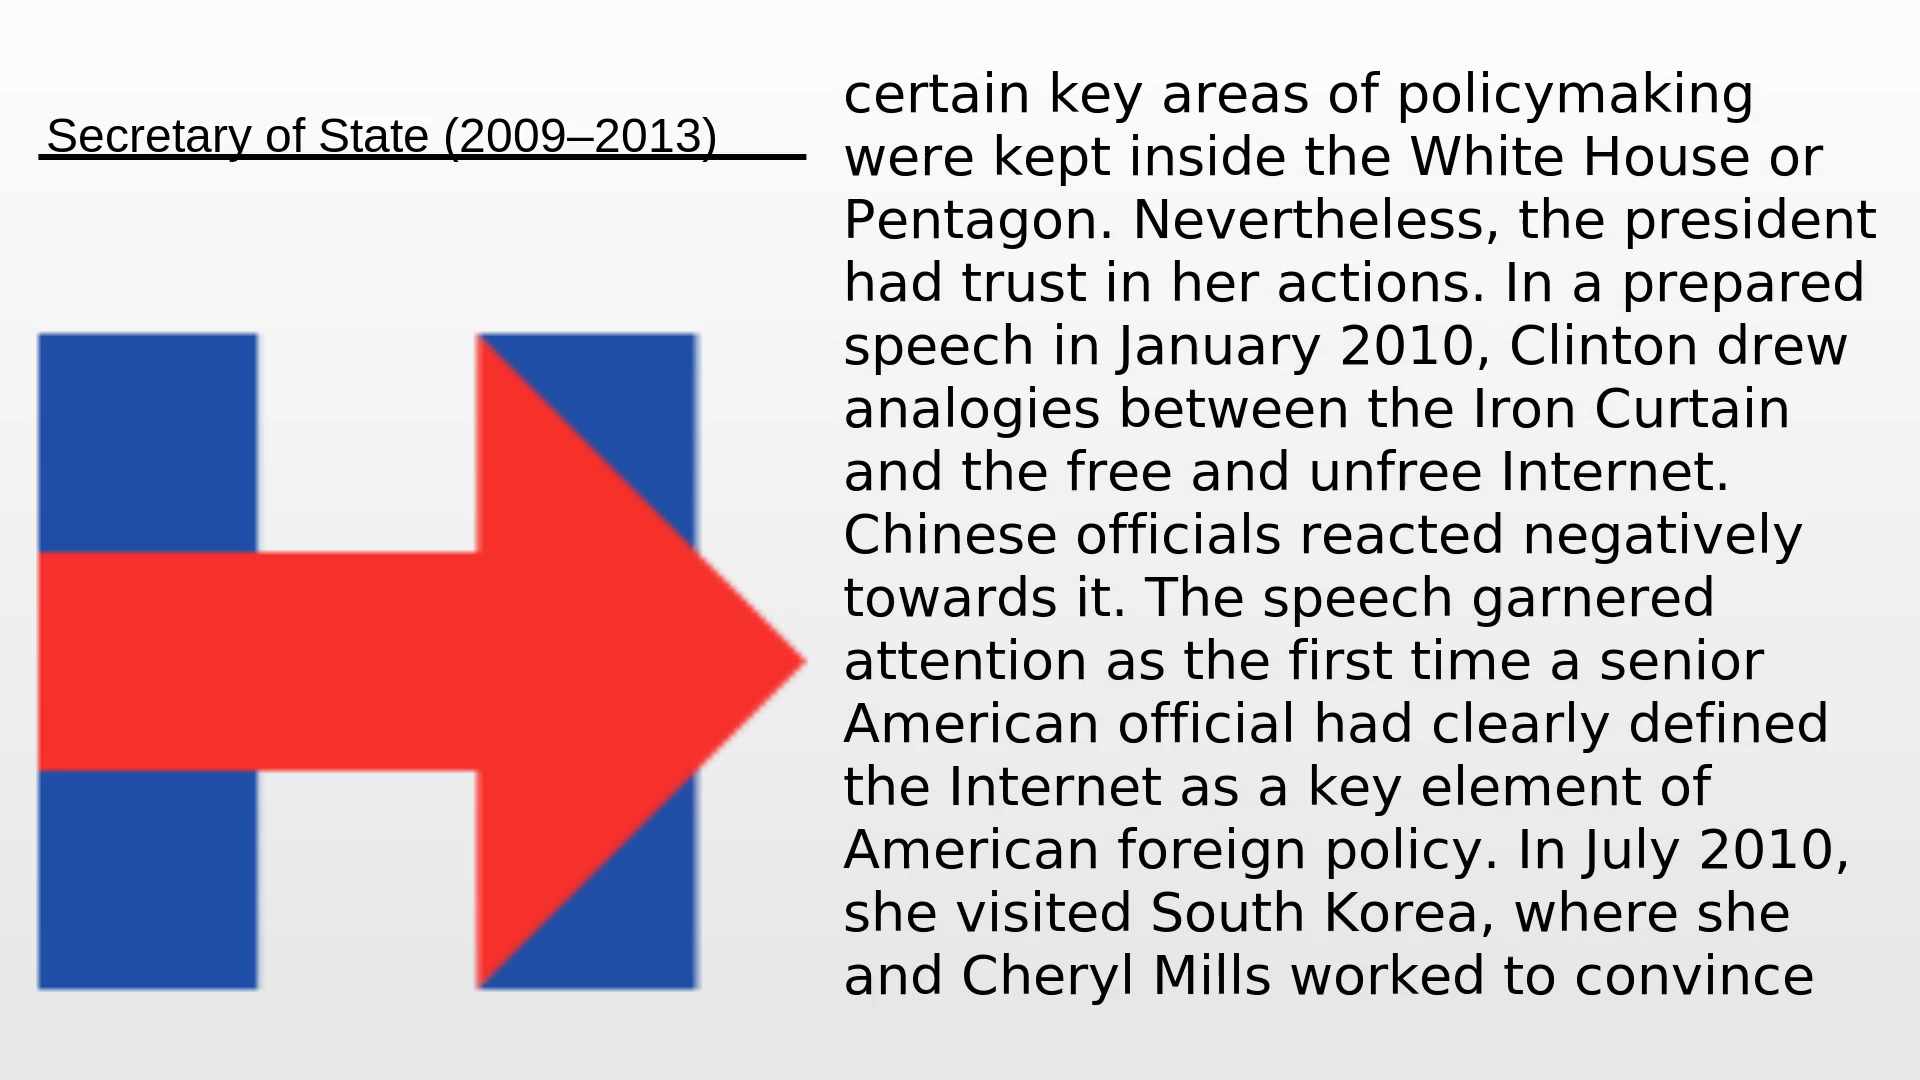 Secretary of State (2009–2013)
certain key areas of policymaking
were kept inside the White House or
Pentagon. Nevertheless, the president
had trust in her actions. In a prepared
speech in January 2010, Clinton drew
analogies between the Iron Curtain
and the free and unfree Internet.
Chinese officials reacted negatively
towards it. The speech garnered
attention as the first time a senior
American official had clearly defined
the Internet as a key element of
American foreign policy. In July 2010,
she visited South Korea, where she
and Cheryl Mills worked to convince